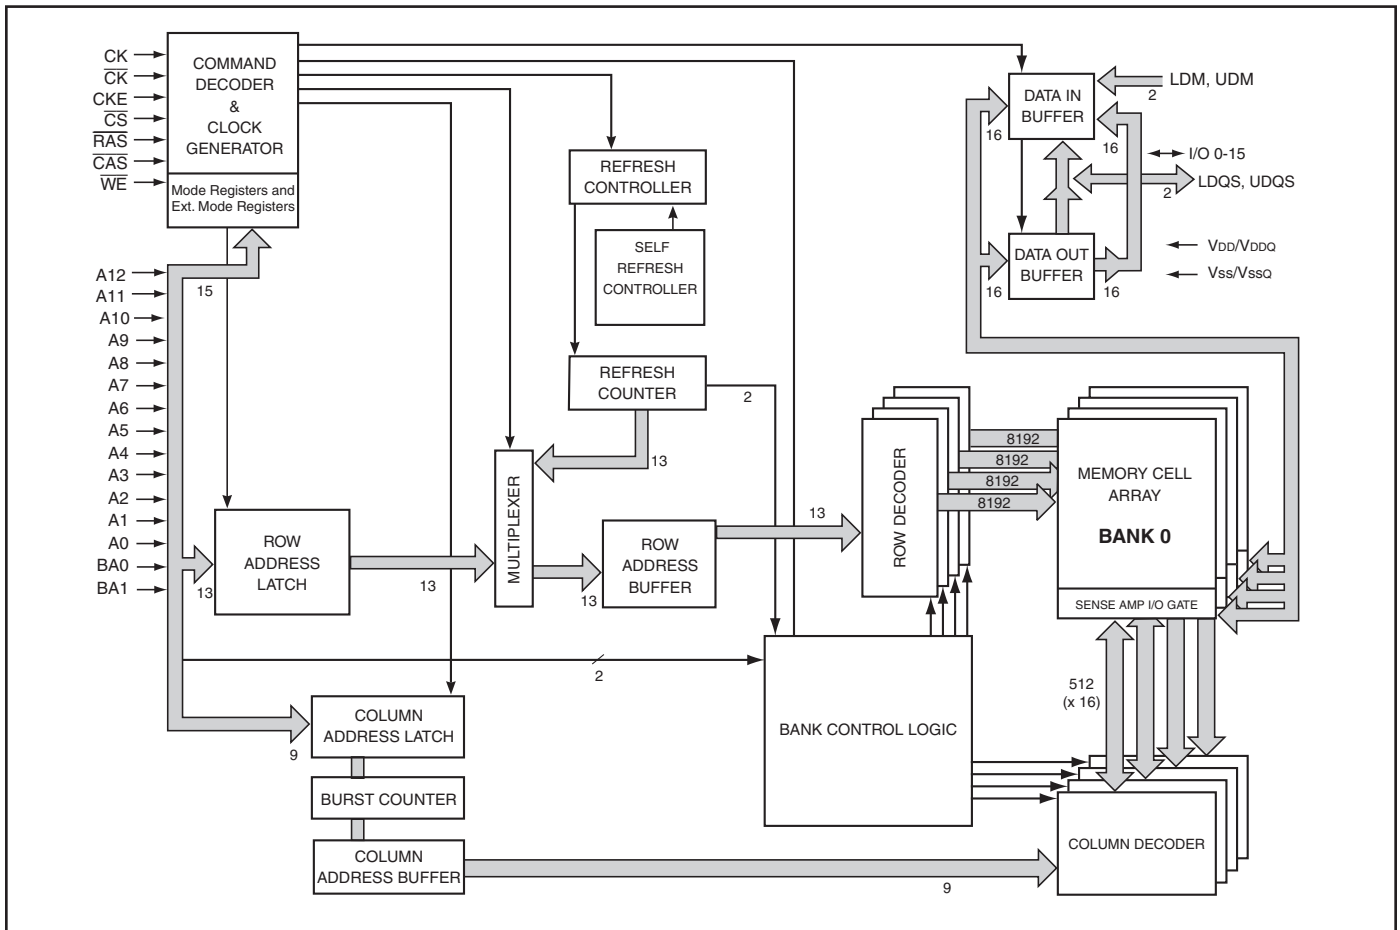 CK
CK
CKE
CS
RAS
CAS
WE
COMMAND
DECODER
&
CLOCK
GENERATOR
Mode Registers and
Ext. Mode Registers
A12
A11
A10
A9
A8
A7
A6
A5
A4
A3
A2
A1
A0
BA0
BA1
15
13
ROW
ADDRESS
LATCH
13
MULTIPLEXER
13
REFRESH
CONTROLLER
SELF
REFRESH
CONTROLLER
REFRESH
COUNTER
2
13
ROW
ADDRESS
BUFFER
13
2
9
COLUMN
ADDRESS LATCH
BURST COUNTER
COLUMN
ADDRESS BUFFER
9
BANK CONTROL LOGIC
ROW DECODER
8192
8192
8192
8192
MEMORY CELL
ARRAY
BANK 0
SENSE AMP I/O GATE
512
(x 16)
COLUMN DECODER
DATA IN
BUFFER
LDM, UDM
2
16
16
I/O 0-15
LDQS, UDQS
2
DATA OUT
BUFFER
16
16
VDD/VDDQ
Vss/VssQ